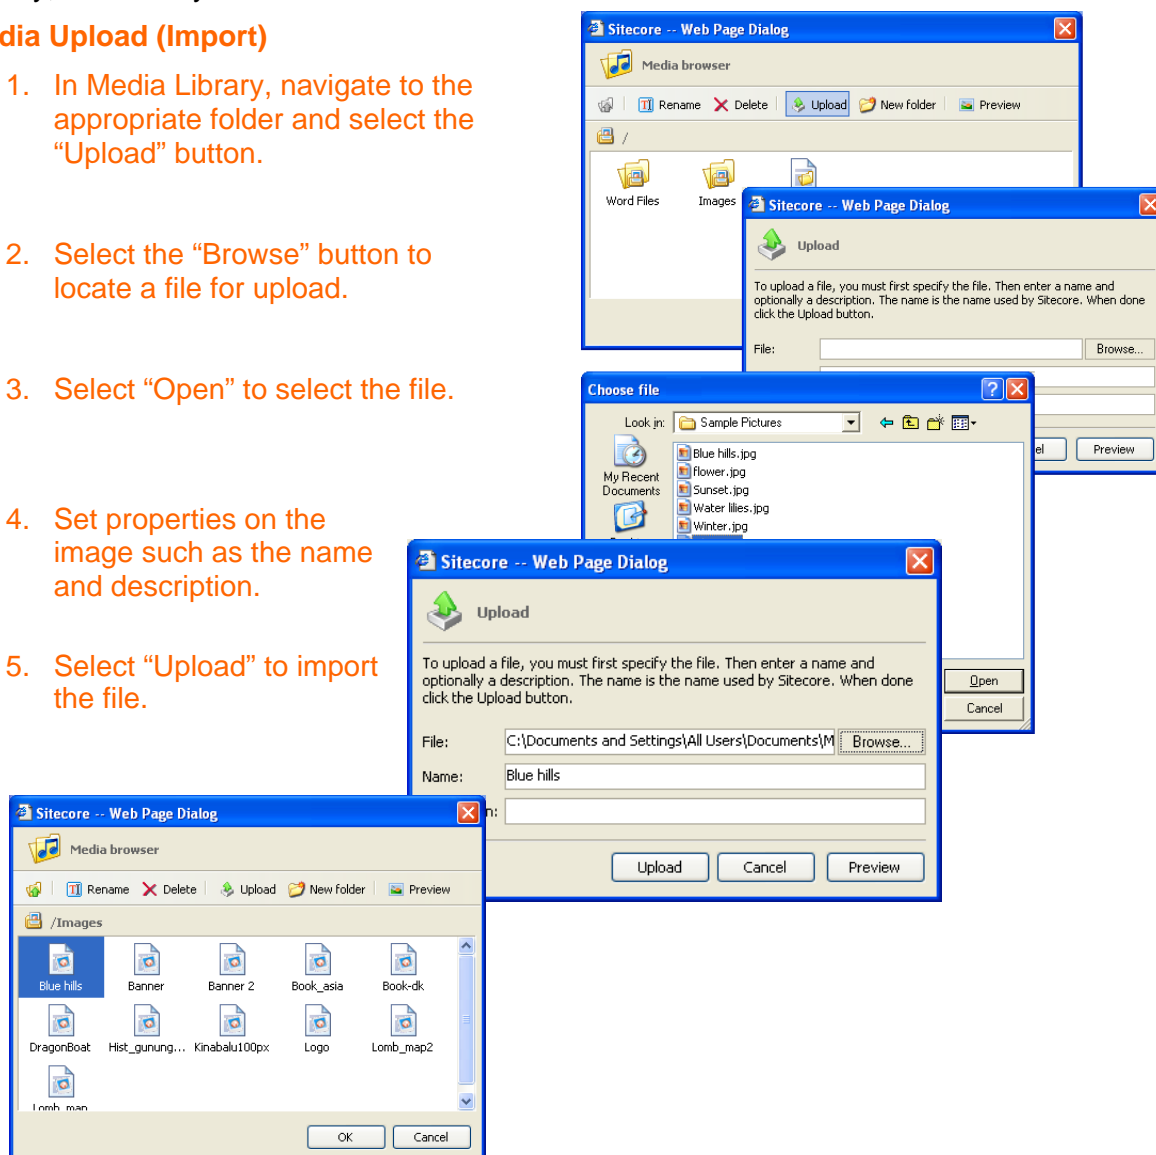 dia Upload (Import)
1. In Media Library, navigate to the
appropriate folder and select the
“Upload” button.
2. Select the “Browse” button to
locate a file for upload.
3. Select “Open” to select the file.
4. Set properties on the
image such as the name
and description.
5. Select “Upload” to import
the file.
Sitecore -- Web Page Dialog
Media browser
Rename Delete Upload New folder Preview
/
Word Files Images
Sitecore -- Web Page Dialog
Upload
To upload a file, you must first specify the file. Then enter a name and
optionally a description. The name is the name used by Sitecore. When done
click the Upload button.
File: Browse...
el Preview
Choose file
Look in: Sample Pictures
My Recent
Documents
Blue hills.jpg
flower.jpg
Sunset.jpg
Water lilies.jpg
Winter.jpg
Open
Cancel
Sitecore -- Web Page Dialog
Upload
To upload a file, you must first specify the file. Then enter a name and
optionally a description. The name is the name used by Sitecore. When done
click the Upload button.
File: C:\Documents and Settings\All Users\Documents\M Browse...
Name: Blue hills
n:
Upload Cancel Preview
Sitecore -- Web Page Dialog
Media browser
Rename Delete Upload New folder Preview
/Images
Blue hills Banner Banner 2 Book_asia Book-dk
DragonBoat Hist_gunung... Kinabalu100px Logo Lomb_map2
Lomb_map
OK Cancel